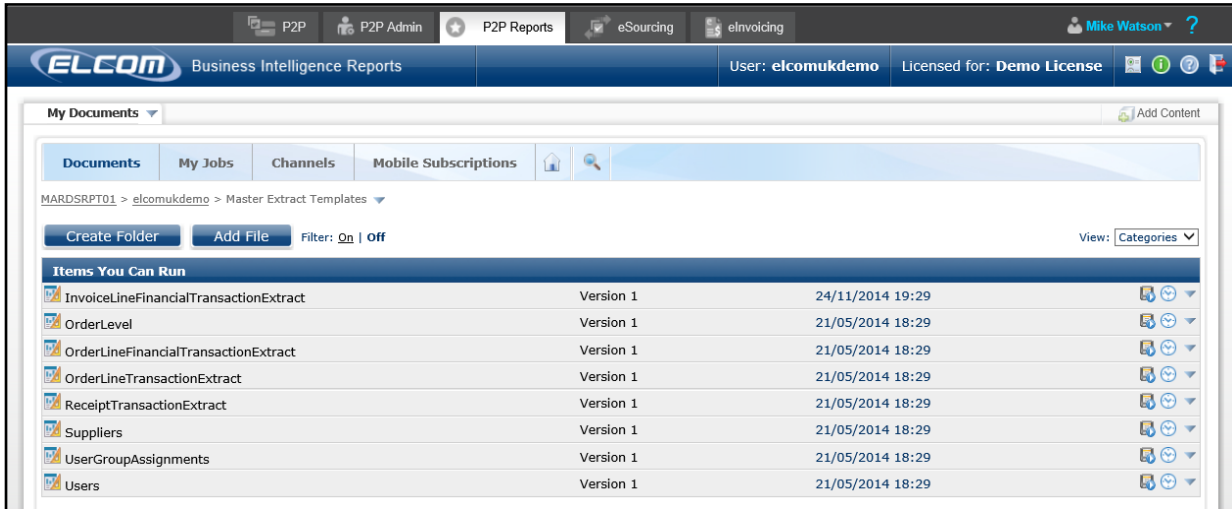 P2P P2P Admin P2P Reports eSourcing eInvoicing Mike Watson ?
ELCOM Business Intelligence Reports User: elcomukdemo Licensed for: Demo License
My Documents Add Content
Documents My Jobs Channels Mobile Subscriptions
MARDSRPT01 > elcomukdemo > Master Extract Templates
Create Folder Add File Filter: On | Off View: Categories
Items You Can Run
InvoiceLineFinancialTransactionExtract Version 1 24/11/2014 19:29
OrderLevel Version 1 21/05/2014 18:29
OrderLineFinancialTransactionExtract Version 1 21/05/2014 18:29
OrderLineTransactionExtract Version 1 21/05/2014 18:29
ReceiptTransactionExtract Version 1 21/05/2014 18:29
Suppliers Version 1 21/05/2014 18:29
UserGroupAssignments Version 1 21/05/2014 18:29
Users Version 1 21/05/2014 18:29